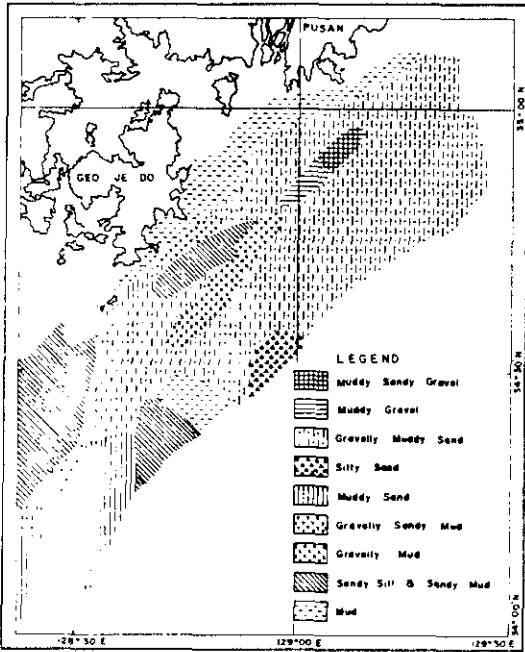 PUSAN
35°00 N
GEO JE DO
LEGEND
34°30 N
Muddy Sandy Gravel
Muddy Gravel
Gravelly Muddy Sand
Silty Sand
Muddy Sand
Gravelly Sandy Mud
Gravelly Mud
Sandy Silt & Sandy Mud
Mud
34°00 N
128°30 E
129°00 E
129°30 E